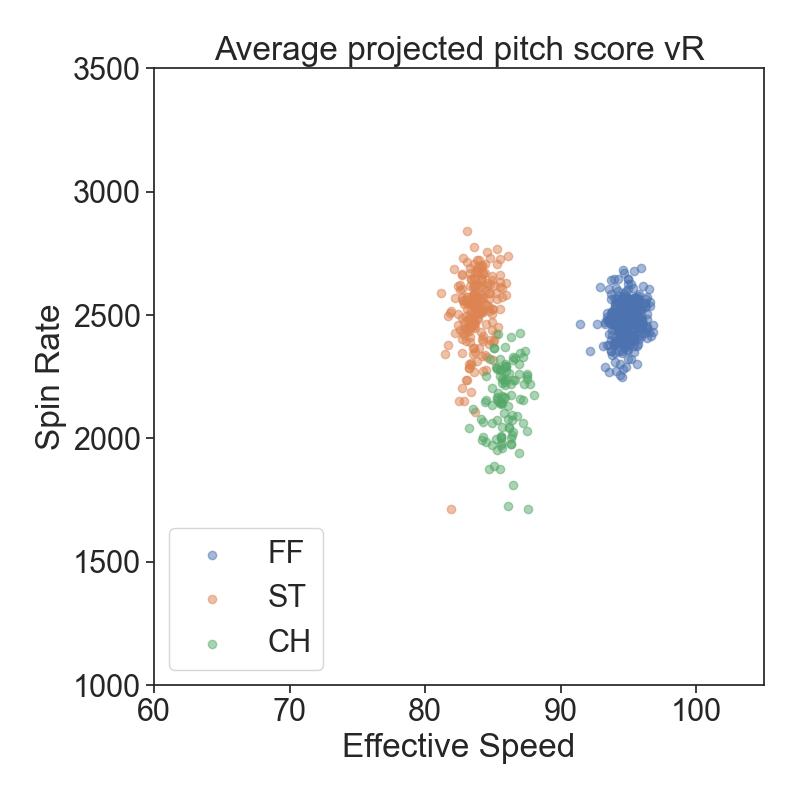 Average projected pitch score vR
3500
3000
2500
2000
1500
1000
Spin Rate
FF
ST
CH
60 70 80 90 100
Effective Speed